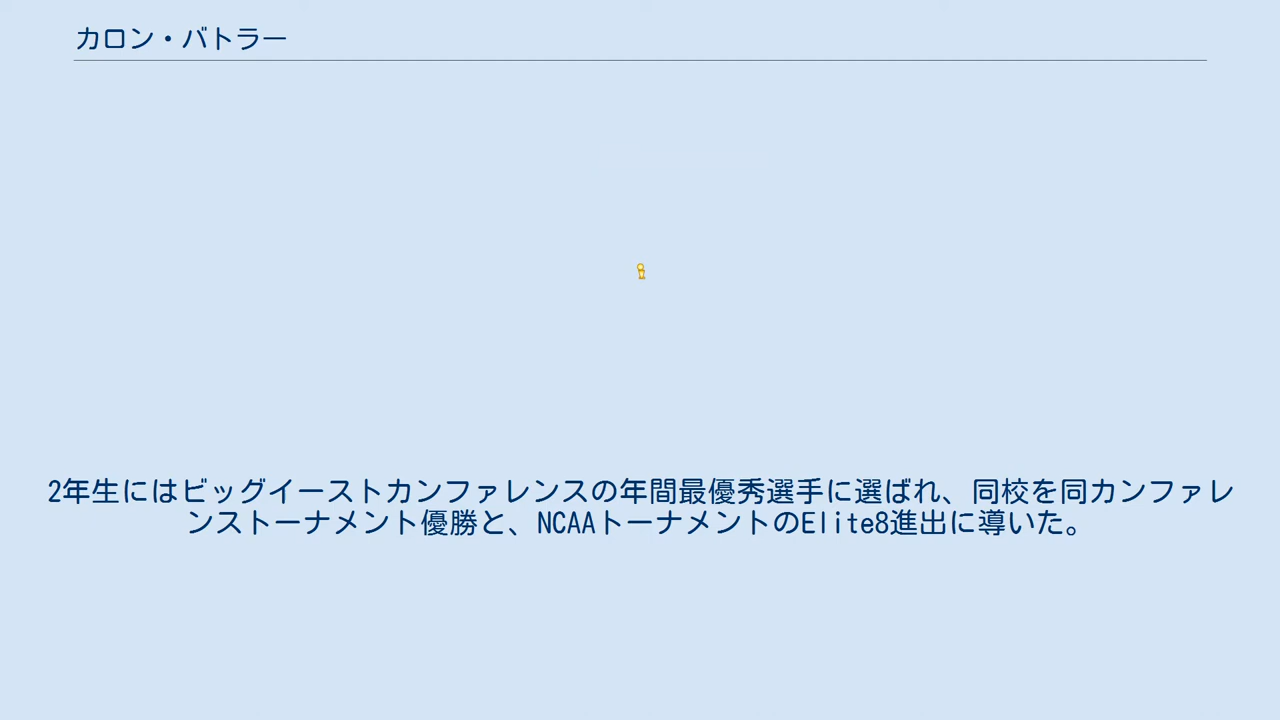 カロン・バトラー
2年生にはビッグイーストカンファレンスの年間最優秀選手に選ばれ、同校を同カンファレ
ンストーナメント優勝と、NCAAトーナメントのElite8進出に導いた。